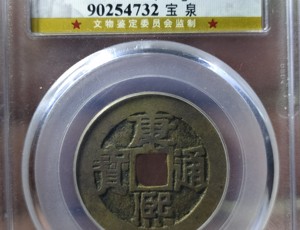 90254732 宝泉
★ 文物鉴定委员会监制 ★
康熙
通寶